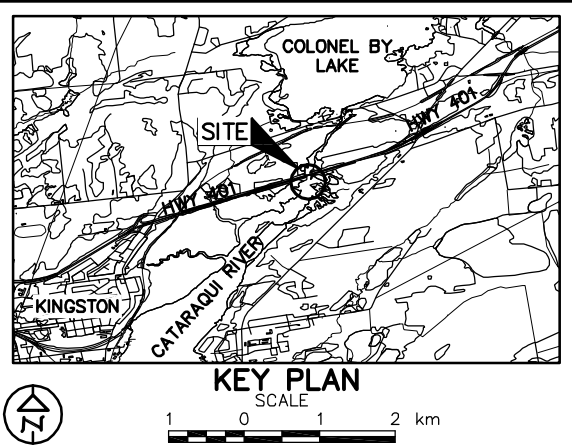 COLONEL BY
LAKE
SITE
HWY 401
HWY 401
CATARAQUI RIVER
KINGSTON
KEY PLAN
SCALE
1 0 1 2 km
N